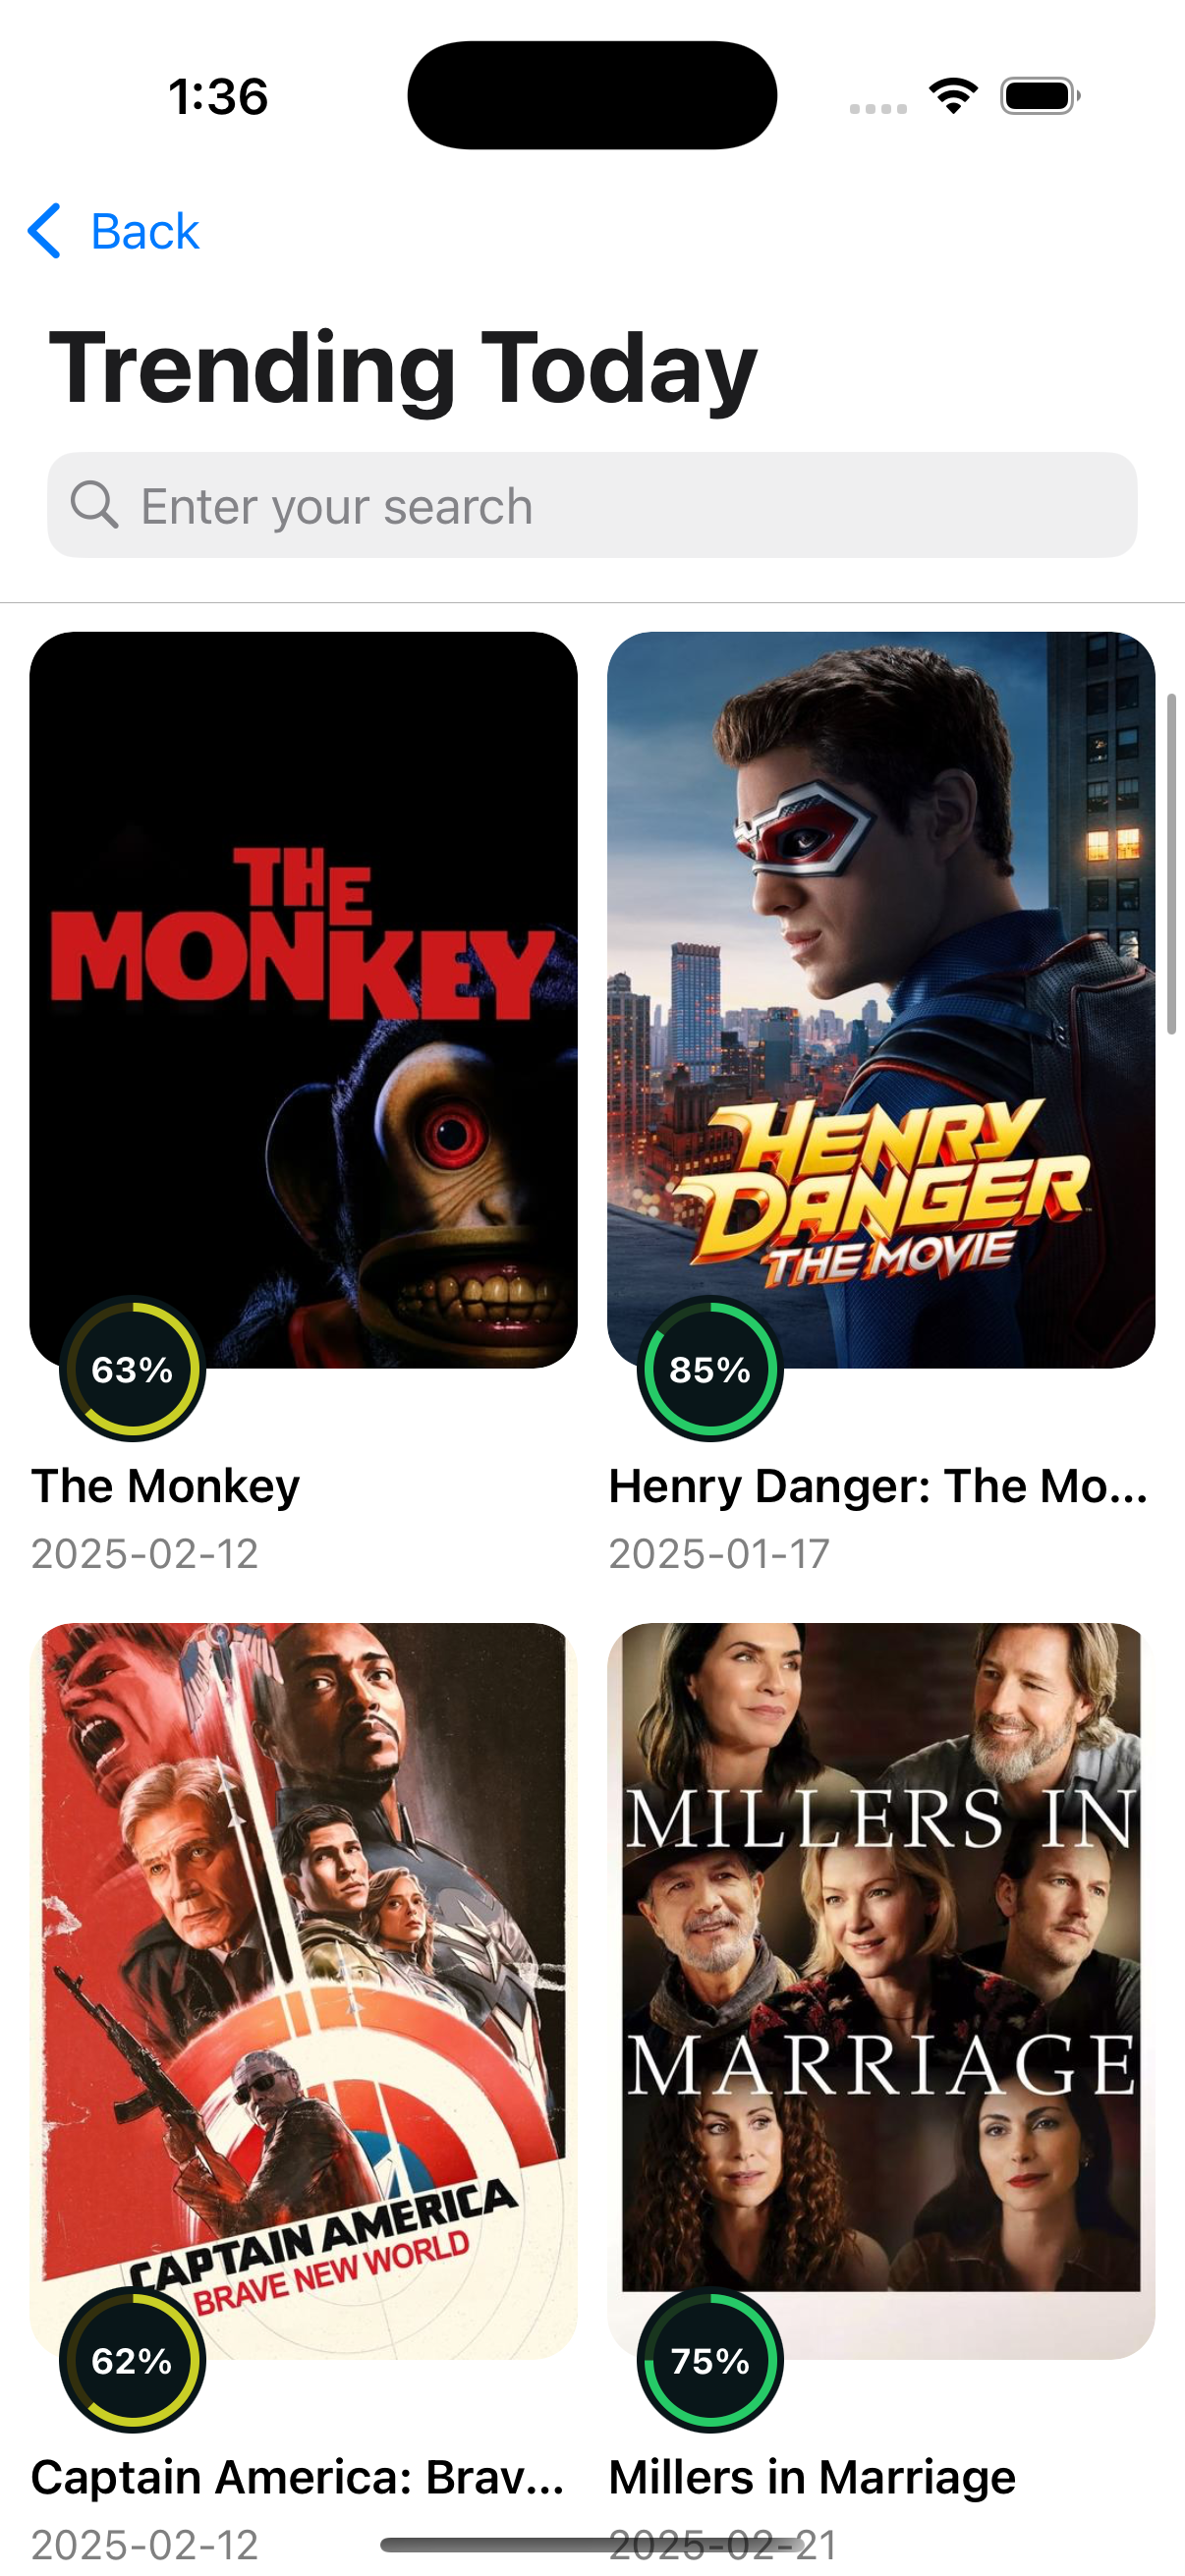 1:36
Back
Trending Today
Enter your search
THE
MONKEY
HENRY
DANGER
THE MOVIE
63%
85%
The Monkey
Henry Danger: The Mo...
2025-02-12
2025-01-17
MILLERS IN
MARRIAGE
CAPTAIN AMERICA
BRAVE NEW WORLD
62%
75%
Captain America: Brav...
Millers in Marriage
2025-02-12
2025-02-21